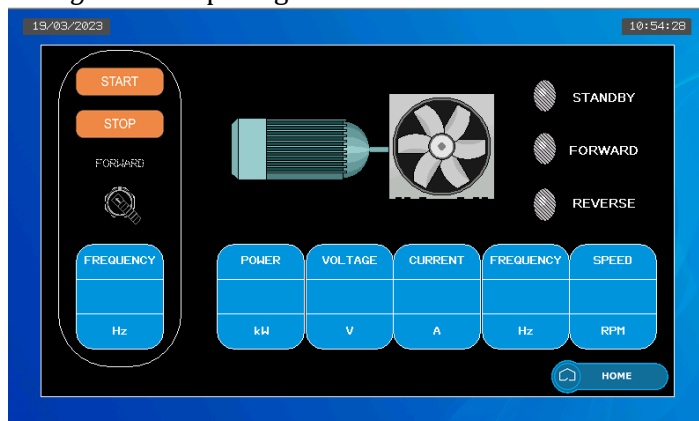 19/03/2023
10:54:28
START
STOP
FORWARD
STANDBY
FORWARD
REVERSE
FREQUENCY
Hz
POWER
kW
VOLTAGE
V
CURRENT
A
FREQUENCY
Hz
SPEED
RPM
HOME